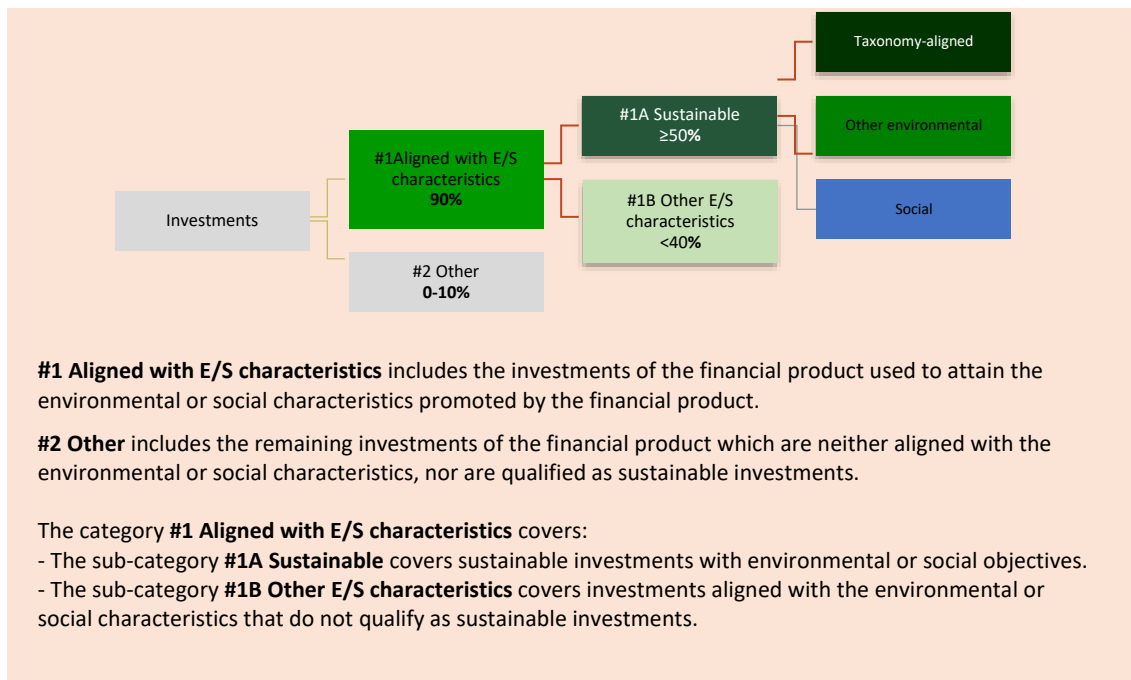 Taxonomy-aligned
#1A Sustainable
≥50%
Other environmental
#1Aligned with E/S
characteristics
90%
#1B Other E/S
characteristics
<40%
Social
Investments
#2 Other
0-10%
#1 Aligned with E/S characteristics includes the investments of the financial product used to attain the
environmental or social characteristics promoted by the financial product.
#2 Other includes the remaining investments of the financial product which are neither aligned with the
environmental or social characteristics, nor are qualified as sustainable investments.
The category #1 Aligned with E/S characteristics covers:
- The sub-category #1A Sustainable covers sustainable investments with environmental or social objectives.
- The sub-category #1B Other E/S characteristics covers investments aligned with the environmental or
social characteristics that do not qualify as sustainable investments.